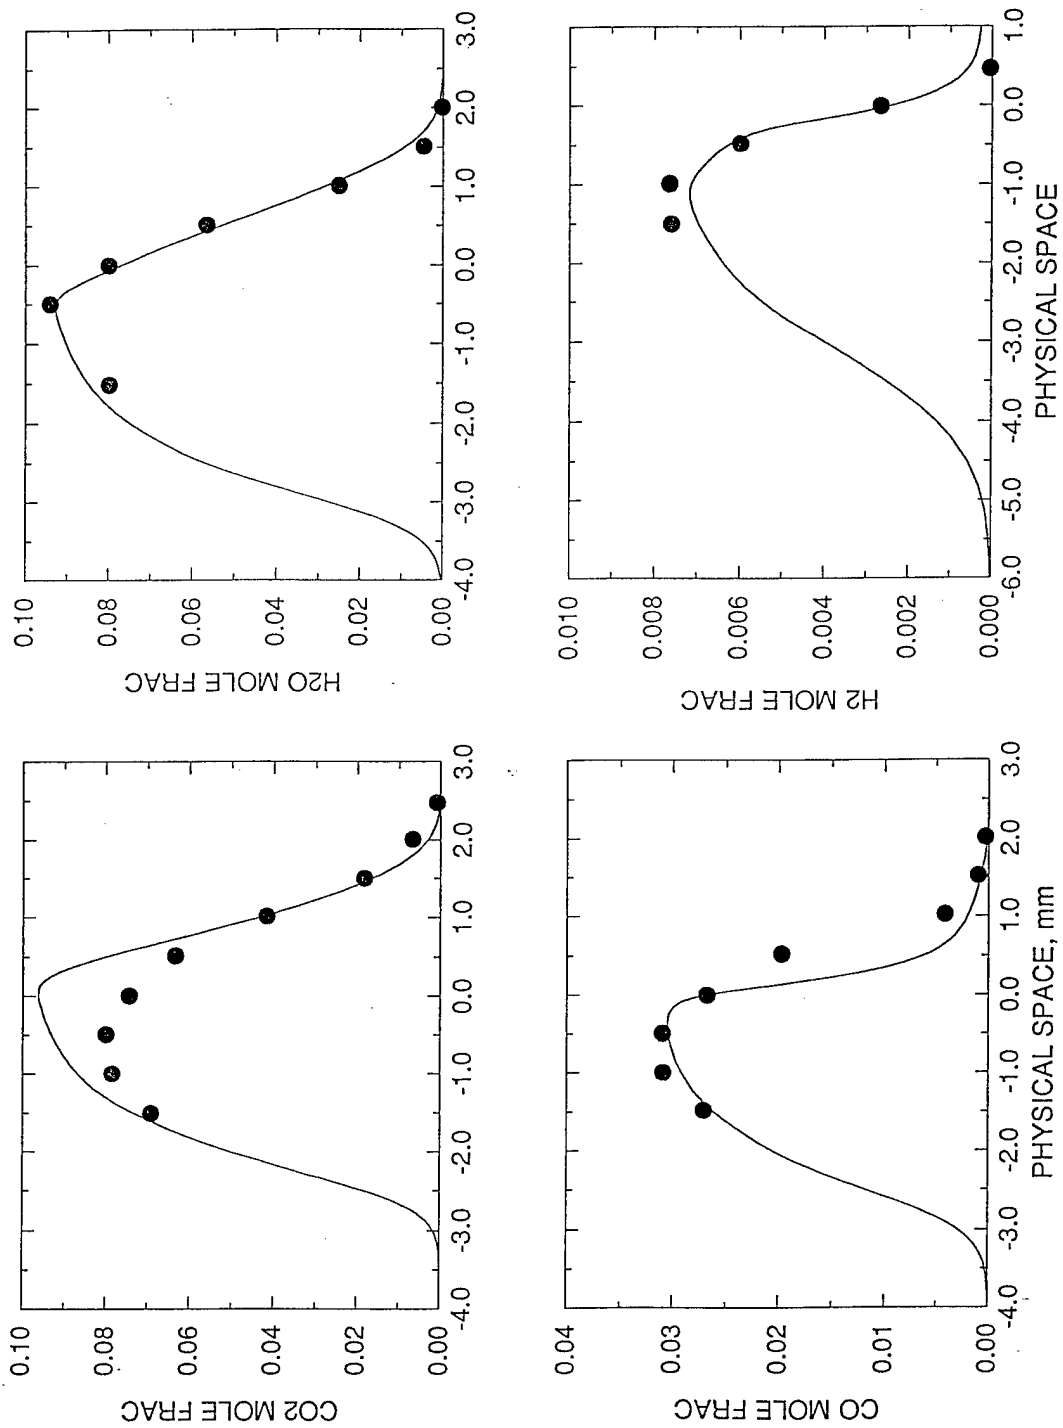 CO2 MOLE FRAC
0.10
0.08
0.06
0.04
0.02
0.00
-4.0 -3.0 -2.0 -1.0 0.0 1.0 2.0 3.0
H2O MOLE FRAC
0.10
0.08
0.06
0.04
0.02
0.00
-4.0 -3.0 -2.0 -1.0 0.0 1.0 2.0 3.0
CO MOLE FRAC
0.04
0.03
0.02
0.01
0.00
-4.0 -3.0 -2.0 -1.0 0.0 1.0 2.0 3.0
PHYSICAL SPACE, mm
H2 MOLE FRAC
0.010
0.008
0.006
0.004
0.002
0.000
-6.0 -5.0 -4.0 -3.0 -2.0 -1.0 0.0 1.0
PHYSICAL SPACE